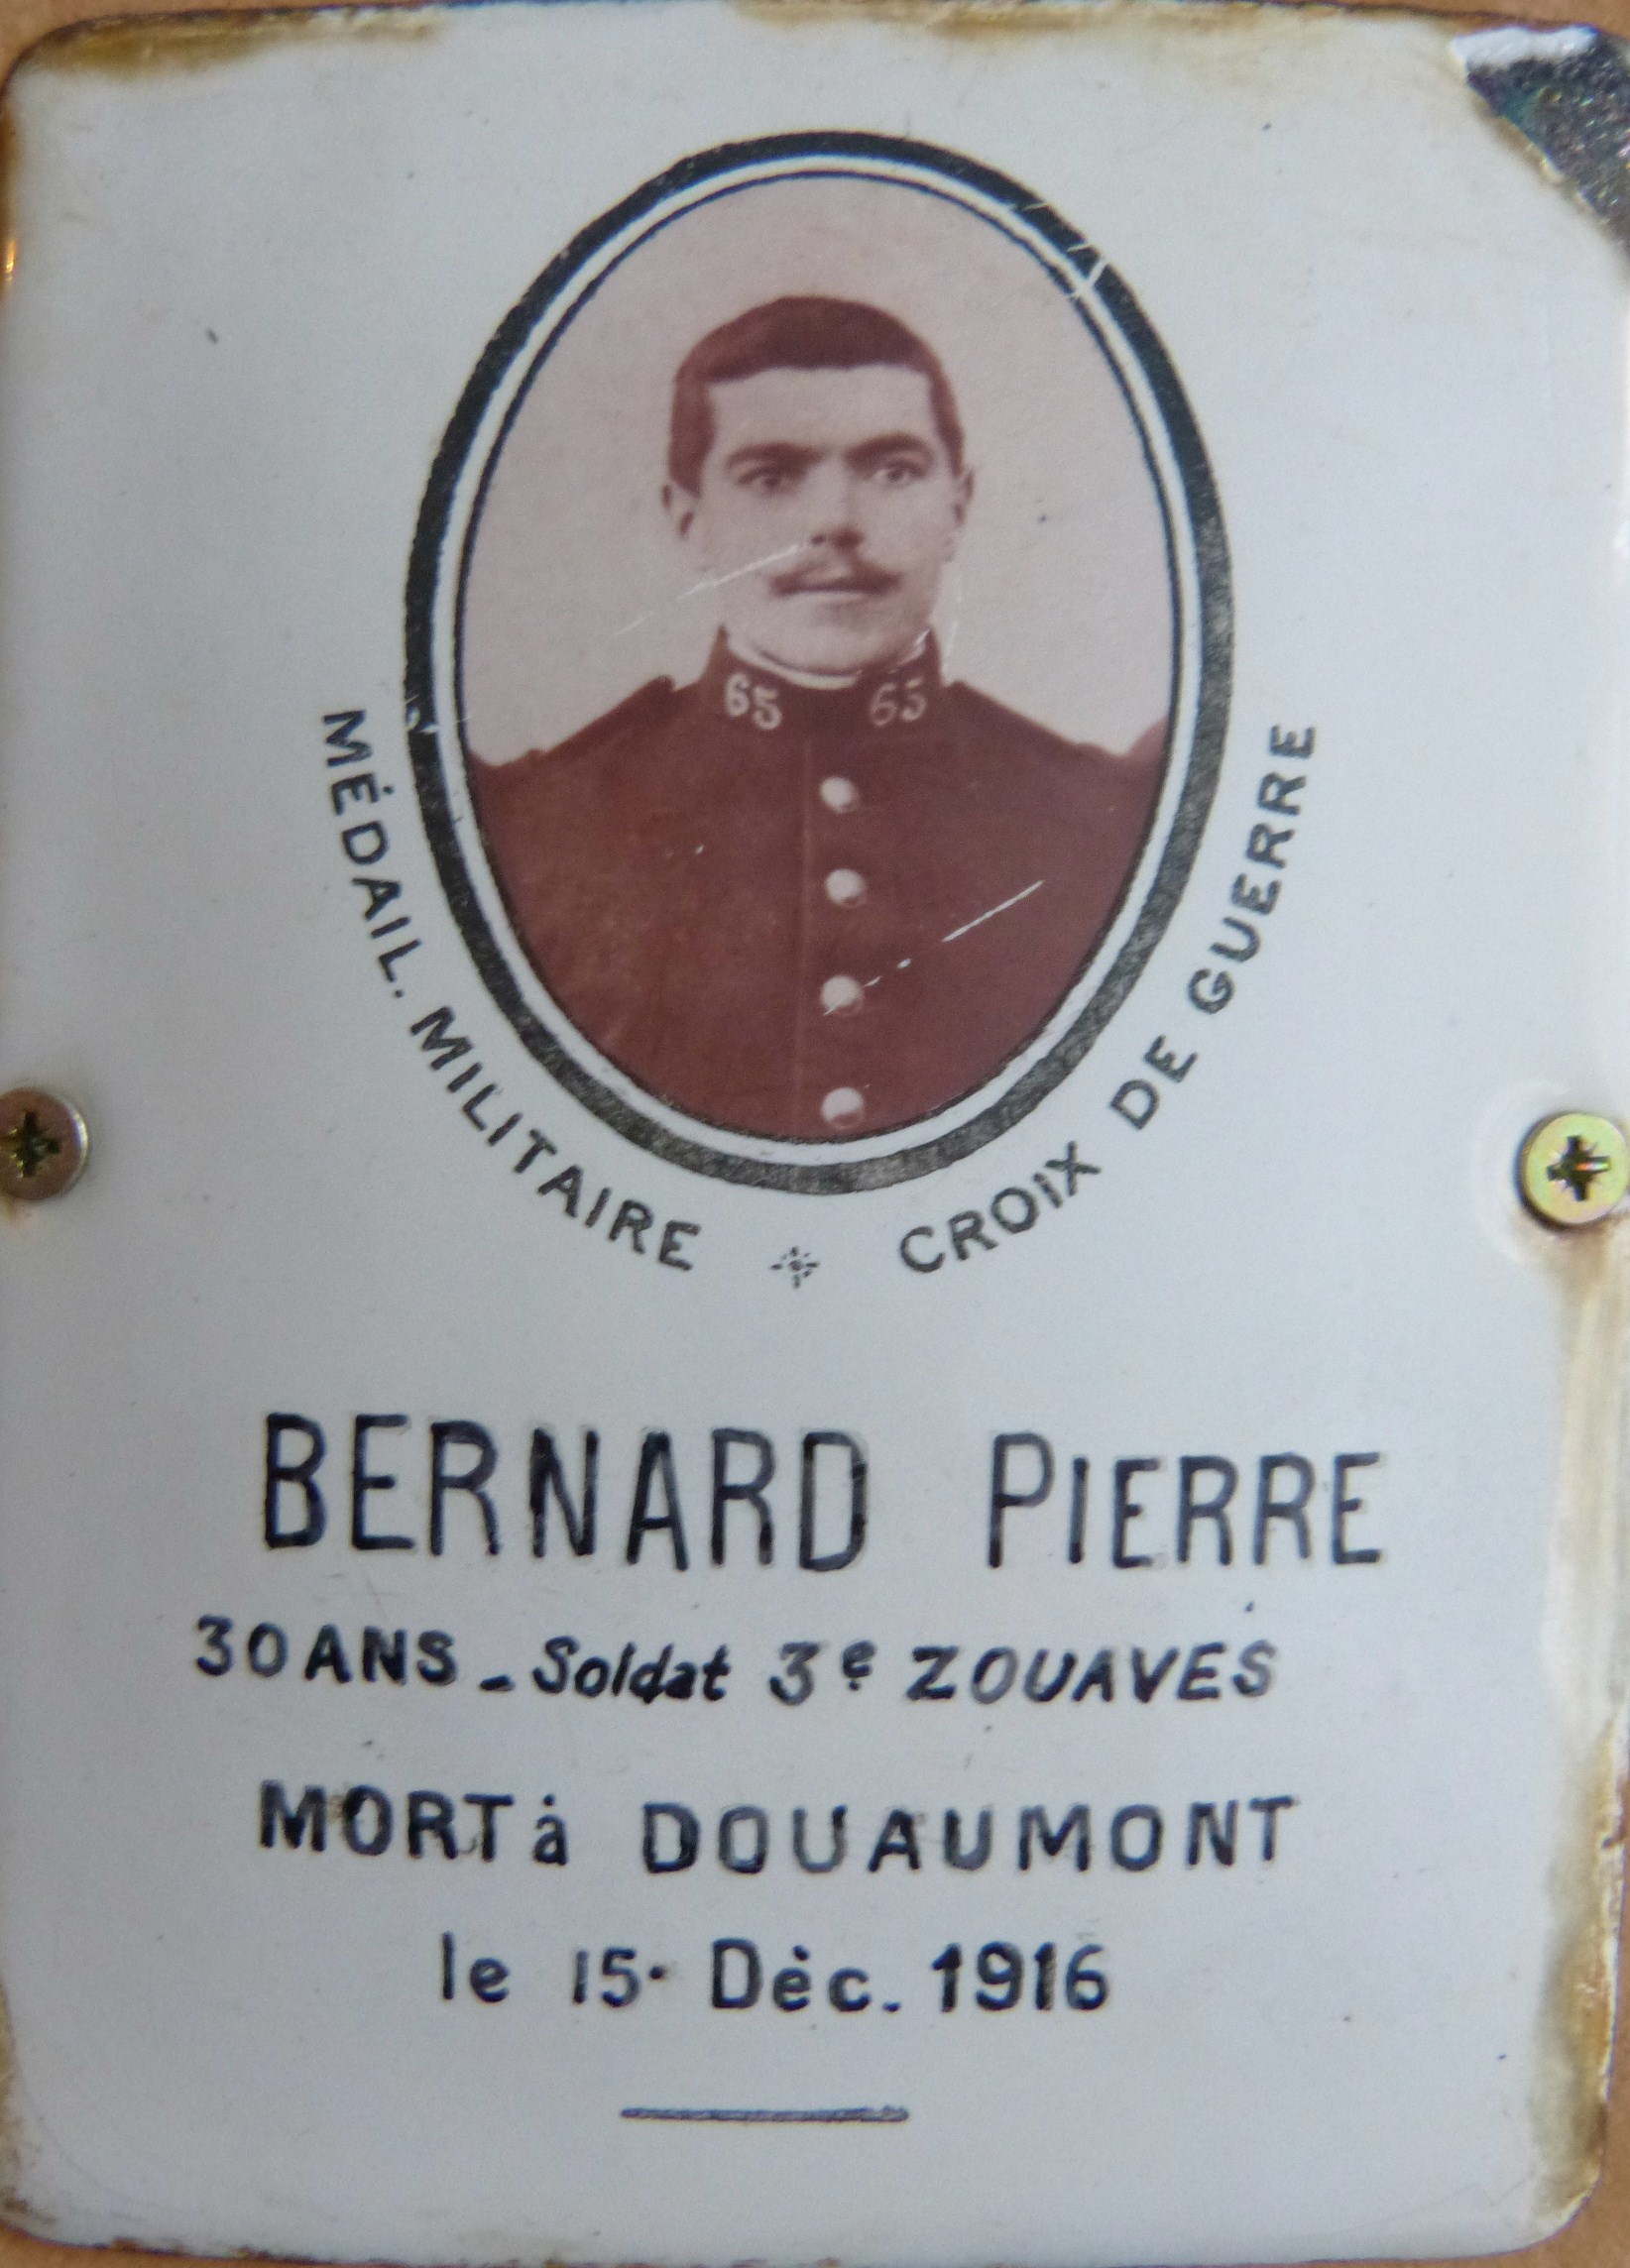 65 65
MÉDAIL. MILITAIRE CROIX DE GUERRE
BERNARD PIERRE
30 ANS - Soldat 3e ZOUAVES
MORT à DOUAUMONT
le 15· Dèc. 1916